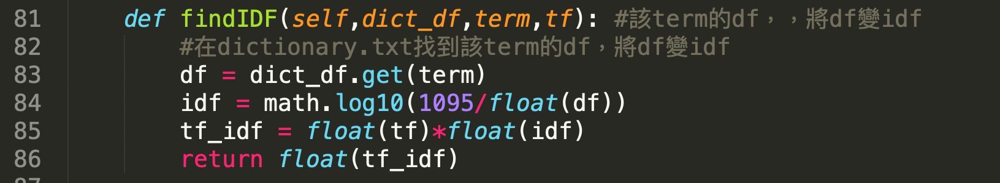 81 def findIDF(self,dict_df,term,tf): #該term的df，，將df變idf
82 #在dictionary.txt找到該term的df，將df變idf
83 df = dict_df.get(term)
84 idf = math.log10(1095/float(df))
85 tf_idf = float(tf)*float(idf)
86 return float(tf_idf)
87